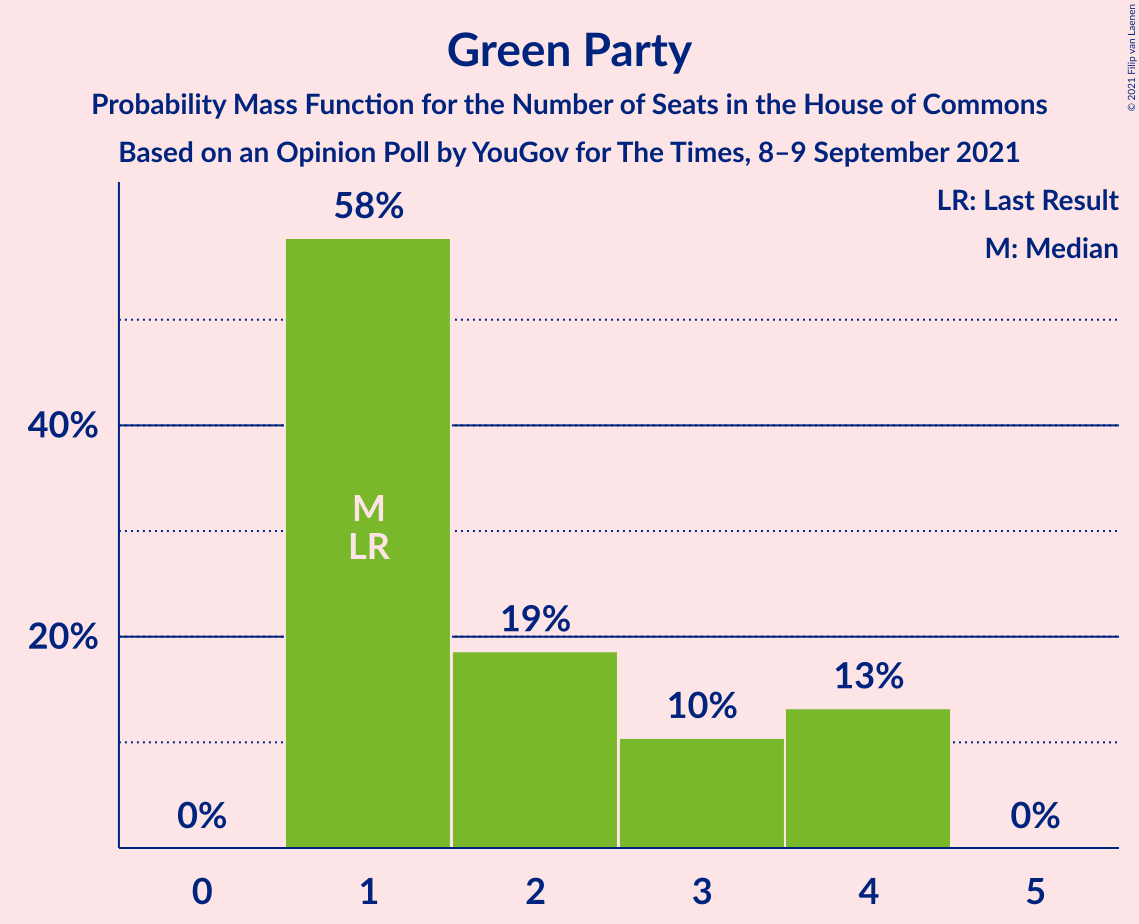 Green Party
Probability Mass Function for the Number of Seats in the House of Commons
Based on an Opinion Poll by YouGov for The Times, 8–9 September 2021
© 2021 Filip van Laenen
LR: Last Result
M: Median
58%
40%
M
LR
20%
19%
13%
10%
0%
0%
0 1 2 3 4 5